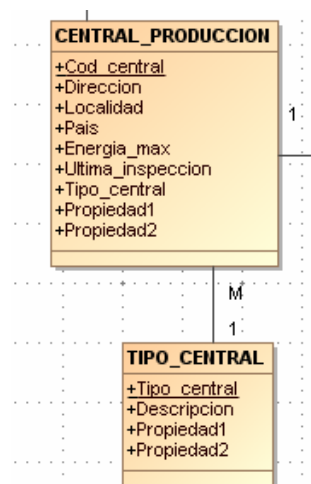 CENTRAL_PRODUCCION
+Cod_central
+Direccion
+Localidad
+Pais
+Energia_max
+Ultima_inspeccion
+Tipo_central
+Propiedad1
+Propiedad2
1
M
1
TIPO_CENTRAL
+Tipo_central
+Descripcion
+Propiedad1
+Propiedad2